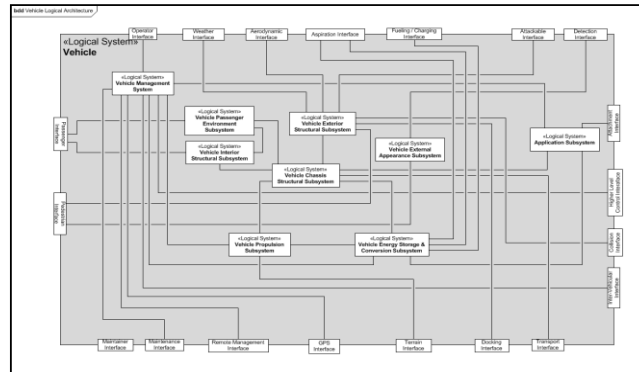 bdd Vehicle Logical Architecture
Operator
Interface
Weather
Interface
Aerodynamic
Interface
Aspiration Interface
Fueling / Charging
Interface
Attackable
Interface
Detection
Interface
«Logical System»
Vehicle
«Logical System»
Vehicle Management
System
«Logical System»
Vehicle Passenger
Environment
Subsystem
«Logical System»
Vehicle Exterior
Structural Subsystem
«Logical System»
Vehicle Interior
Structural Subsystem
«Logical System»
Vehicle External
Appearance Subsystem
«Logical System»
Application Subsystem
«Logical System»
Vehicle Chassis
Structural Subsystem
«Logical System»
Vehicle Propulsion
Subsystem
«Logical System»
Vehicle Energy Storage &
Conversion Subsystem
Passenger
Interface
Pedestrian
Interface
Attachment
Interface
Higher Level
Control Interface
Collision
Interface
Inter-Vehicular
Interface
Maintainer
Interface
Maintenance
Interface
Remote Management
Interface
GPS
Interface
Terrain
Interface
Docking
Interface
Transport
Interface